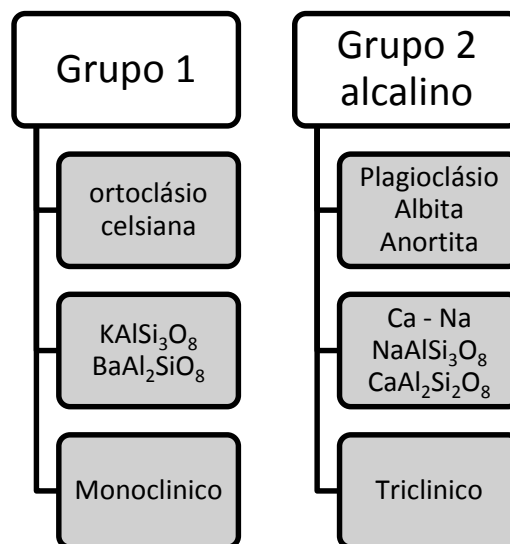 Grupo 1
ortoclásio
celsiana
KAlSi₃O₈
BaAl₂SiO₈
Monoclinico
Grupo 2
alcalino
Plagioclásio
Albita
Anortita
Ca - Na
NaAlSi₃O₈
CaAl₂Si₂O₈
Triclinico